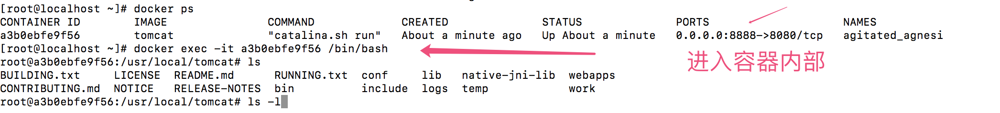 [root@localhost ~]# docker ps
CONTAINER ID        IMAGE               COMMAND             CREATED              STATUS              PORTS                    NAMES
a3b0ebfe9f56        tomcat              "catalina.sh run"   About a minute ago   Up About a minute   0.0.0.0:8888->8080/tcp   agitated_agnesi
[root@localhost ~]# docker exec -it a3b0ebfe9f56 /bin/bash
进入容器内部
root@a3b0ebfe9f56:/usr/local/tomcat# ls
BUILDING.txt     LICENSE  README.md      RUNNING.txt  conf     lib   native-jni-lib  webapps
CONTRIBUTING.md  NOTICE   RELEASE-NOTES  bin          include  logs  temp            work
root@a3b0ebfe9f56:/usr/local/tomcat# ls -l